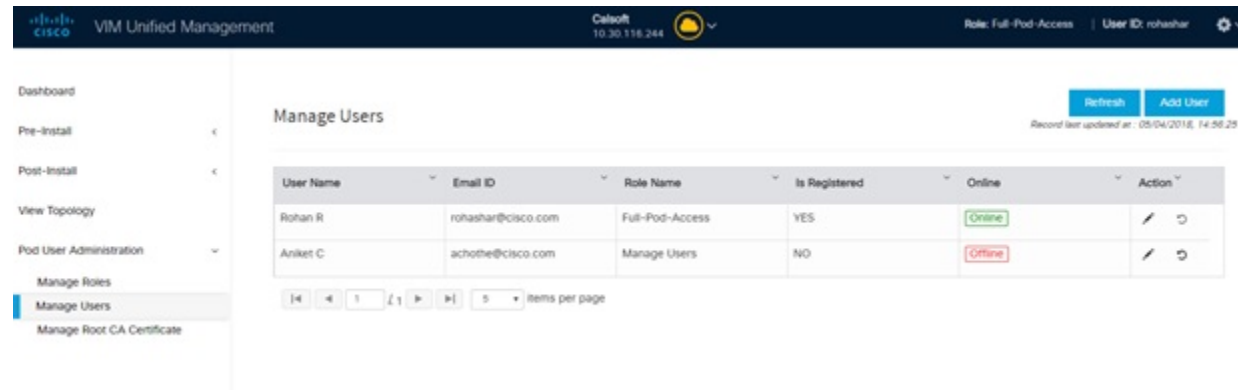 CISCO VIM Unified Management
Calsoft
10.30.116.244
Role: Full-Pod-Access | User ID: rohashar
Dashboard
Pre-Install
Post-Install
View Topology
Pod User Administration
Manage Roles
Manage Users
Manage Root CA Certificate
Manage Users
Refresh Add User
Record last updated at : 05/04/2018, 14:56:25
User Name Email ID Role Name Is Registered Online Action
Rohan R rohashar@cisco.com Full-Pod-Access YES Online
Aniket C achothe@cisco.com Manage Users NO Offline
1 / 1 5 items per page